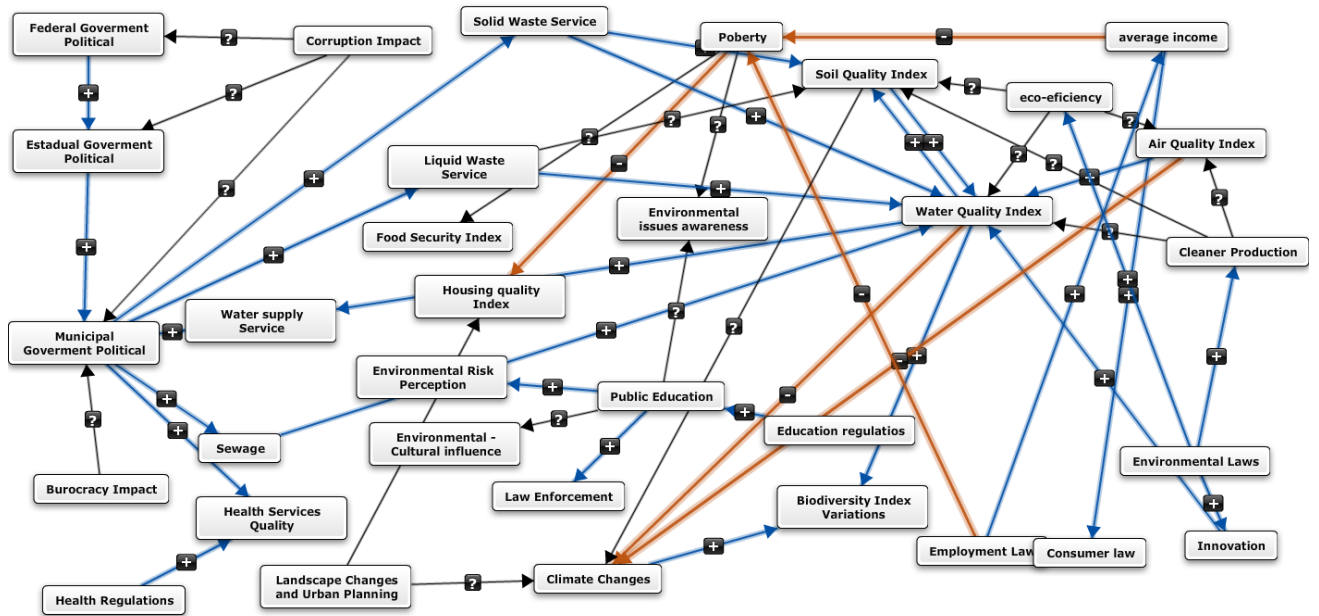 Solid Waste Service
Federal Goverment
Political
Corruption Impact
Poberty
average income
Soil Quality Index
eco-eficiency
Estadual Goverment
Political
Liquid Waste
Service
Air Quality Index
Environmental
issues awareness
Water Quality Index
Food Security Index
Cleaner Production
Housing quality
Index
Water supply
Service
Municipal
Goverment Political
Environmental Risk
Perception
Public Education
Education regulatios
Environmental -
Cultural influence
Sewage
Environmental Laws
Burocracy Impact
Law Enforcement
Biodiversity Index
Variations
Health Services
Quality
Employment Law
Consumer law
Innovation
Landscape Changes
and Urban Planning
Climate Changes
Health Regulations